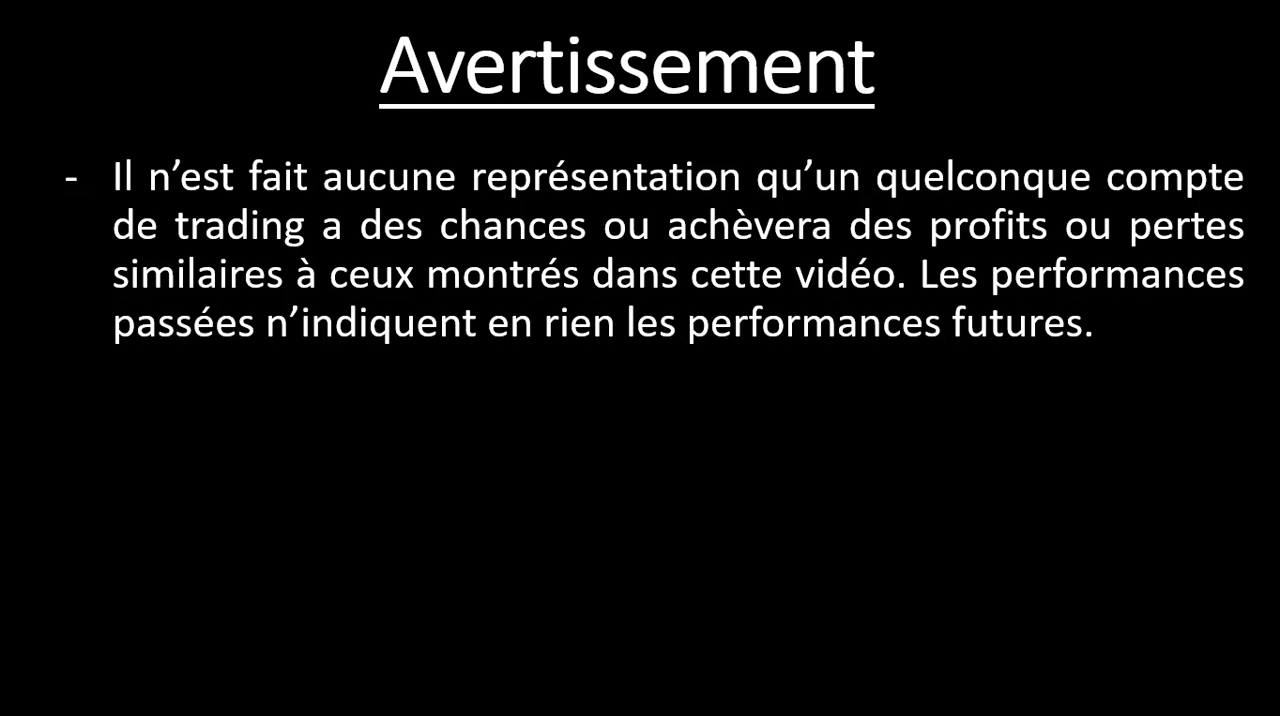 Avertissement
- Il n’est fait aucune représentation qu’un quelconque compte
de trading a des chances ou achèvera des profits ou pertes
similaires à ceux montrés dans cette vidéo. Les performances
passées n’indiquent en rien les performances futures.